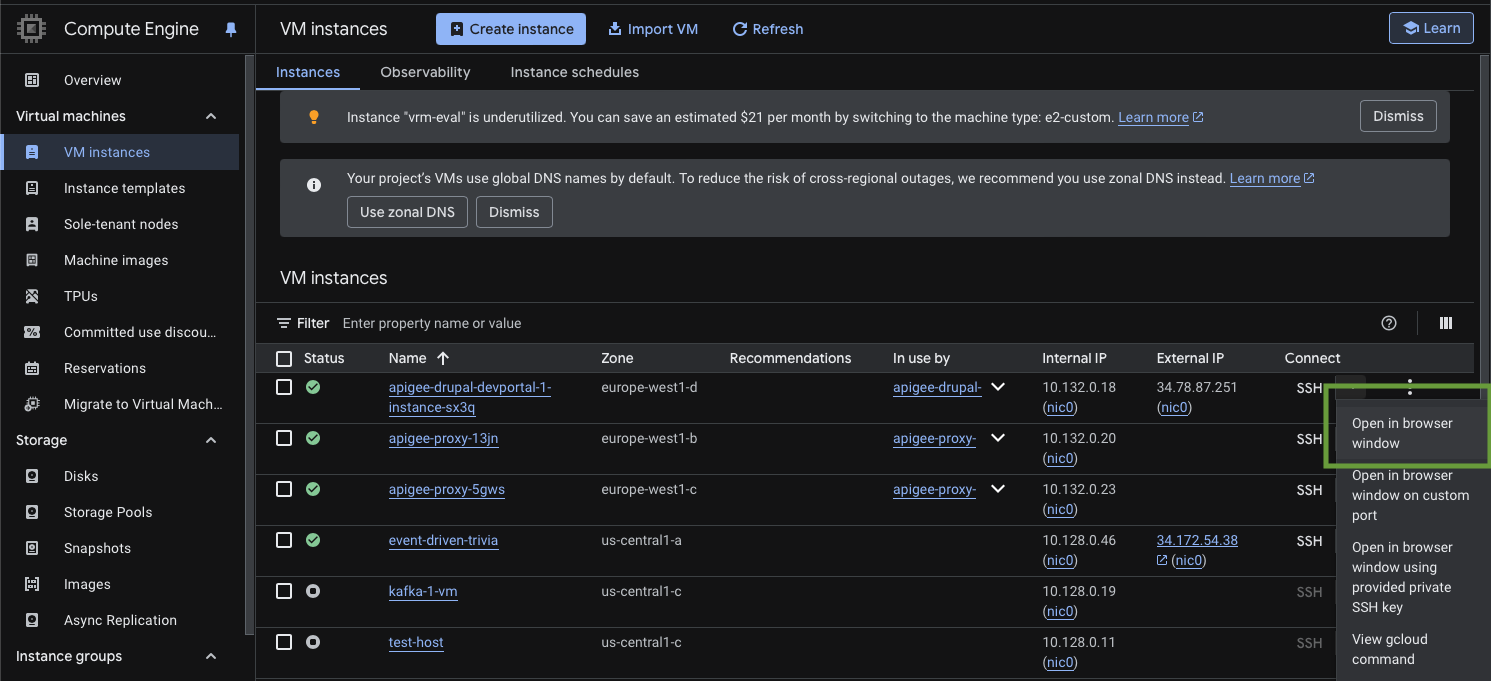 Compute Engine
VM instances
Create instance
Import VM
Refresh
Learn
Overview
Virtual machines
VM instances
Instance templates
Sole-tenant nodes
Machine images
TPUs
Committed use discou...
Reservations
Migrate to Virtual Mach...
Storage
Disks
Storage Pools
Snapshots
Images
Async Replication
Instance groups
Instances
Observability
Instance schedules
Instance "vrm-eval" is underutilized. You can save an estimated $21 per month by switching to the machine type: e2-custom. Learn more
Dismiss
Your project's VMs use global DNS names by default. To reduce the risk of cross-regional outages, we recommend you use zonal DNS instead. Learn more
Use zonal DNS
Dismiss
VM instances
Filter Enter property name or value
Status Name Zone Recommendations In use by Internal IP External IP Connect
apigee-drupal-devportal-1- europe-west1-d apigee-drupal- 10.132.0.18 34.78.87.251 SSH
instance-sx3q (nic0) (nic0)
apigee-proxy-13jn europe-west1-b apigee-proxy- 10.132.0.20 SSH
(nic0)
apigee-proxy-5gws europe-west1-c apigee-proxy- 10.132.0.23 SSH
(nic0)
event-driven-trivia us-central1-a 10.128.0.46 34.172.54.38 SSH
(nic0) (nic0)
kafka-1-vm us-central1-c 10.128.0.19 SSH
(nic0)
test-host us-central1-c 10.128.0.11 SSH
(nic0)
Open in browser
window
Open in browser
window on custom
port
Open in browser
window using
provided private
SSH key
View gcloud
command